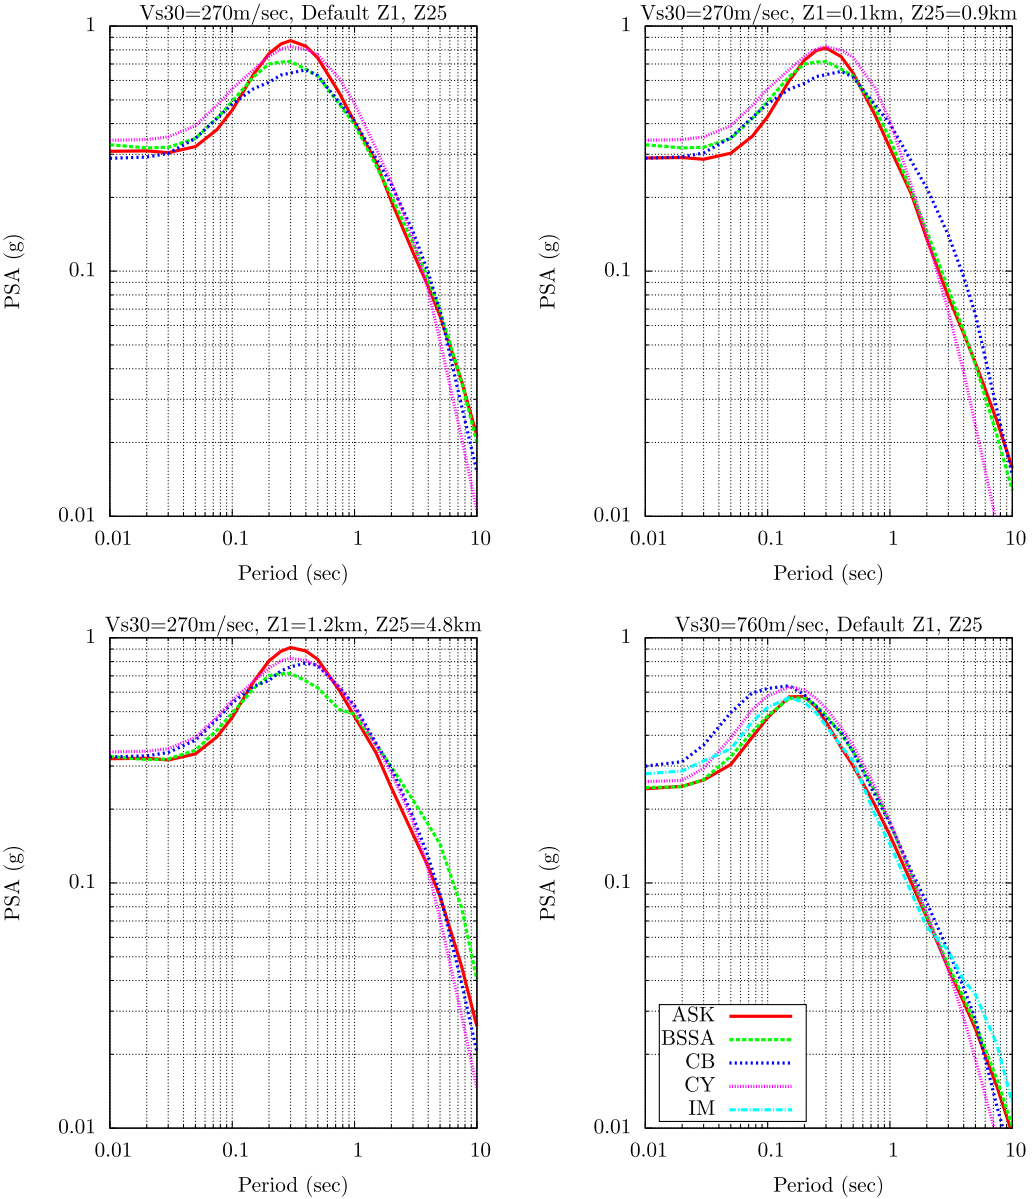 Vs30=270m/sec, Default Z1, Z25
1
0.1
0.01
PSA (g)
0.01 0.1 1 10
Period (sec)
Vs30=270m/sec, Z1=0.1km, Z25=0.9km
1
0.1
0.01
PSA (g)
0.01 0.1 1 10
Period (sec)
Vs30=270m/sec, Z1=1.2km, Z25=4.8km
1
0.1
0.01
PSA (g)
0.01 0.1 1 10
Period (sec)
Vs30=760m/sec, Default Z1, Z25
1
0.1
0.01
PSA (g)
ASK
BSSA
CB
CY
IM
0.01 0.1 1 10
Period (sec)